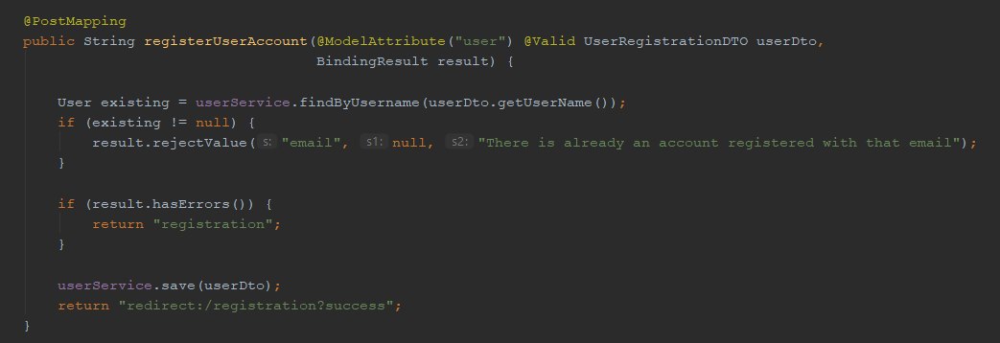 @PostMapping
public String registerUserAccount(@ModelAttribute("user") @Valid UserRegistrationDTO userDto,
BindingResult result) {
User existing = userService.findByUsername(userDto.getUserName());
if (existing != null) {
result.rejectValue( s: "email", s1: null, s2: "There is already an account registered with that email");
}
if (result.hasErrors()) {
return "registration";
}
userService.save(userDto);
return "redirect:/registration?success";
}